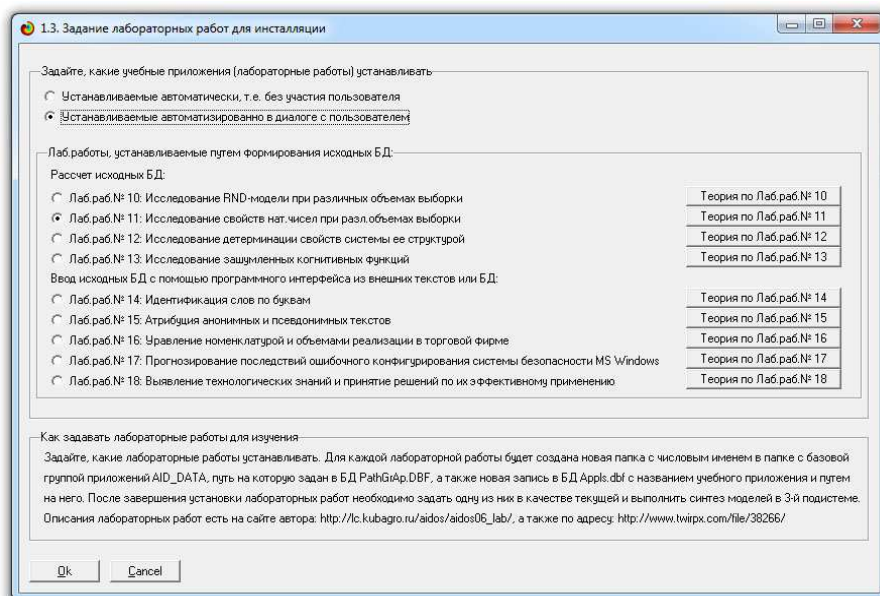 1.3. Задание лабораторных работ для инсталляции
Задайте, какие учебные приложения (лабораторные работы) устанавливать
Устанавливаемые автоматически, т.е. без участия пользователя
Устанавливаемые автоматизированно в диалоге с пользователем
Лаб.работы, устанавливаемые путем формирования исходных БД:
Рассчет исходных БД:
Лаб.раб.№ 10: Исследование RND-модели при различных объемах выборки
Теория по Лаб.раб.№ 10
Лаб.раб.№ 11: Исследование свойств нат.чисел при разл.объемах выборки
Теория по Лаб.раб.№ 11
Лаб.раб.№ 12: Исследование детерминации свойств системы ее структурой
Теория по Лаб.раб.№ 12
Лаб.раб.№ 13: Исследование зашумленных когнитивных функций
Теория по Лаб.раб.№ 13
Ввод исходных БД с помощью программного интерфейса из внешних текстов или БД:
Лаб.раб.№ 14: Идентификация слов по буквам
Теория по Лаб.раб.№ 14
Лаб.раб.№ 15: Атрибуция анонимных и псевдонимных текстов
Теория по Лаб.раб.№ 15
Лаб.раб.№ 16: Уравление номенклатурой и объемами реализации в торговой фирме
Теория по Лаб.раб.№ 16
Лаб.раб.№ 17: Прогнозирование последствий ошибочного конфигурирования системы безопасности MS Windows
Теория по Лаб.раб.№ 17
Лаб.раб.№ 18: Выявление технологических знаний и принятие решений по их эффективному применению
Теория по Лаб.раб.№ 18
Как задавать лабораторные работы для изучения
Задайте, какие лабораторные работы устанавливать. Для каждой лабораторной работы будет создана новая папка с числовым именем в папке с базовой
группой приложений AID_DATA, путь на которую задан в БД PathGrAp.DBF, а также новая запись в БД Appls.dbf с названием учебного приложения и путем
на него. После завершения установки лабораторных работ необходимо задать одну из них в качестве текущей и выполнить синтез моделей в 3-й подистеме.
Описания лабораторных работ есть на сайте автора: http://lc.kubagro.ru/aidos/aidos06_lab/, а также по адресу: http://www.twirpx.com/file/38266/
Ok
Cancel